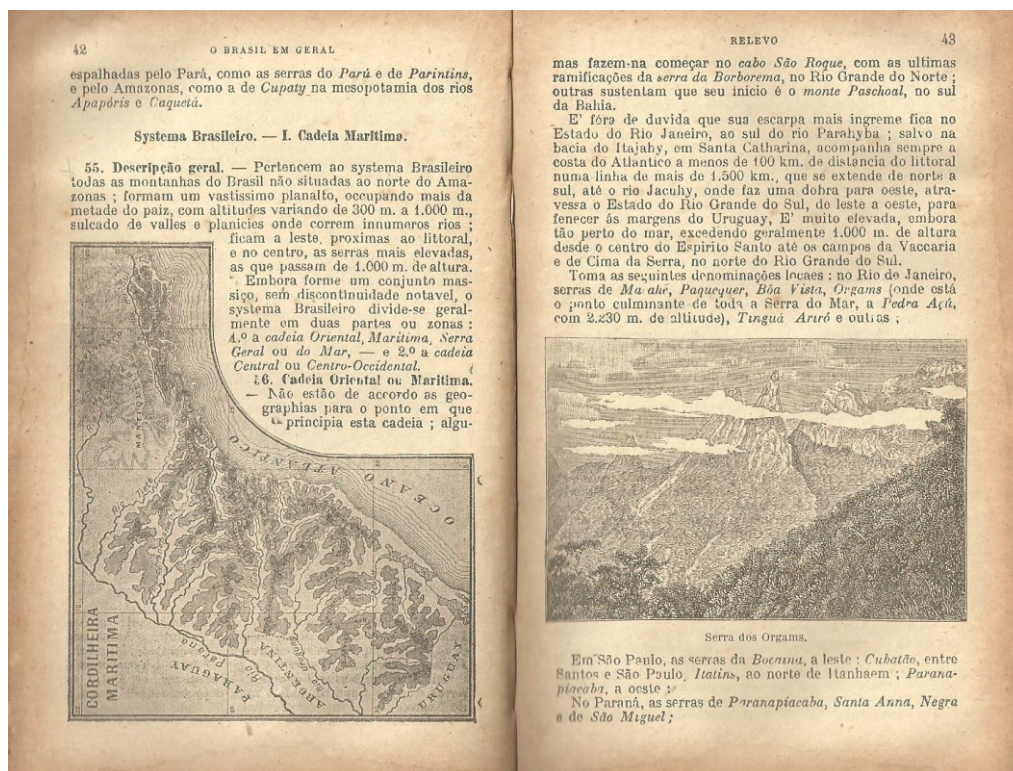 42
O BRASIL EM GERAL
espalhadas pelo Pará, como as serras do Parú e de Parintins,
e pelo Amazonas, como a de Cupaty na mesopotamia dos rios
Apapóris e Caquetá.
Systema Brasileiro. — I. Cadeia Maritima.
55. Descripção geral. — Pertencem ao systema Brasileiro
todas as montanhas do Brasil não situadas ao norte do Ama-
zonas ; formam um vastissimo planalto, occupando mais da
metade do paiz, com altitudes variando de 300 m. a 1.000 m.,
sulcado de valles e planicies onde correm innumeros rios ;
ficam a leste, proximas ao littoral,
e no centro, as serras mais elevadas,
as que passam de 1.000 m. de altura.
Embora forme um conjunto mas-
siço, sem discontinuidade notavel, o
systema Brasileiro divide-se geral-
mente em duas partes ou zonas :
1.º a cadeia Oriental, Maritima, Serra
Geral ou do Mar, — e 2.º a cadeia
Central ou Centro-Occidental.
56. Cadeia Oriental ou Maritima.
— Não estão de accordo as geo-
graphias para o ponto em que
principia esta cadeia ; algu-
MANTIQUEIRA
OCEANO ATLANTICO
Rio Tieté
CORDILHEIRA
MARITIMA
Rio Paraná
PARAGUAY
ARGENTINA
Rio Uruguay
URUGUAY
RELEVO
43
mas fazem-na começar no cabo São Roque, com as ultimas
ramificações da serra da Borborema, no Rio Grande do Norte ;
outras sustentam que seu inicio é o monte Paschoal, no sul
da Bahia.
E' fóra de duvida que sua escarpa mais ingreme fica no
Estado do Rio Janeiro, ao sul do rio Parahyba ; salvo na
bacia do Itajahy, em Santa Catharina, acompanha sempre a
costa do Atlantico a menos de 100 km. de distancia do littoral
numa linha de mais de 1.500 km., que se extende de norte a
sul, até o rio Jacuhy, onde faz uma dobra para oeste, atra-
vessa o Estado do Rio Grande do Sul, de leste a oeste, para
fenecer ás margens do Uruguay, E' muito elevada, embora
tão perto do mar, excedendo geralmente 1.000 m. de altura
desde o centro do Espirito Santo até os campos da Vaccaria
e de Cima da Serra, no norte do Rio Grande do Sul.
Toma as seguintes denominações locaes : no Rio de Janeiro,
serras de Macahé, Paquequer, Bôa Vista, Orgams (onde está
o ponto culminante de toda a Serra do Mar, a Pedra Açú,
com 2.230 m. de altitude), Tinguá Ariró e outras ;
Serra dos Orgams.
Em São Paulo, as serras da Bocaina, a leste : Cubatão, entre
Santos e São Paulo, Itatins, ao norte de Itanhaem ; Parana-
piacaba, a oeste ;
No Paraná, as serras de Paranapiacaba, Santa Anna, Negra
e de São Miguel ;